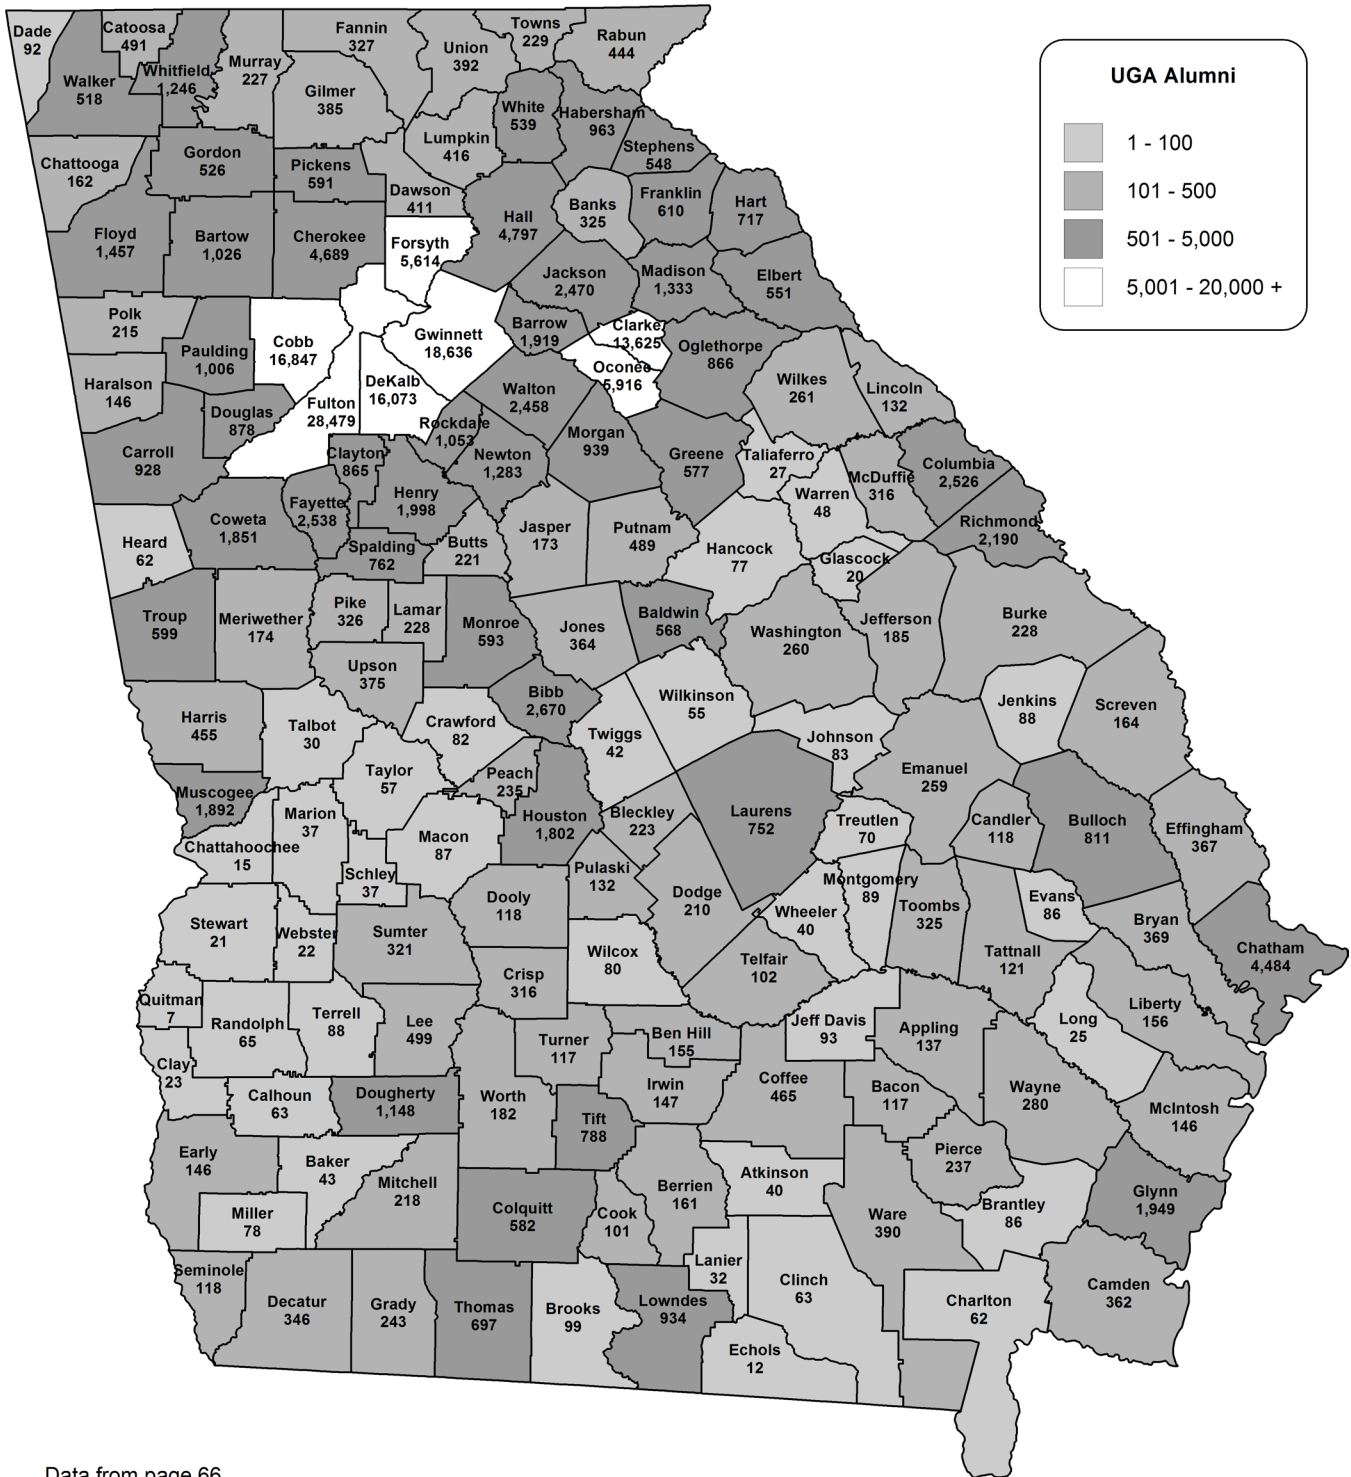 Dade
92
Catoosa
491
Walker
518
Whitfield
1,246
Murray
227
Fannin
327
Gilmer
385
Union
392
Towns
229
Rabun
444
UGA Alumni
1 - 100
101 - 500
501 - 5,000
5,001 - 20,000 +
White
539
Habersham
963
Lumpkin
416
Stephens
548
Chattooga
162
Gordon
526
Pickens
591
Dawson
411
Banks
325
Franklin
610
Hart
717
Floyd
1,457
Bartow
1,026
Cherokee
4,689
Forsyth
5,614
Hall
4,797
Jackson
2,470
Madison
1,333
Elbert
551
Polk
215
Paulding
1,006
Cobb
16,847
Gwinnett
18,636
Barrow
1,919
Clarke
13,625
Oconee
5,916
Oglethorpe
866
Wilkes
261
Lincoln
132
Haralson
146
Douglas
878
Fulton
28,479
DeKalb
16,073
Rockdale
1,053
Walton
2,458
Morgan
939
Greene
577
Taliaferro
27
McDuffie
316
Columbia
2,526
Carroll
928
Clayton
865
Newton
1,283
Warren
48
Richmond
2,190
Heard
62
Coweta
1,851
Fayette
2,538
Henry
1,998
Spalding
762
Butts
221
Jasper
173
Putnam
489
Hancock
77
Glascock
20
Troup
599
Meriwether
174
Pike
326
Lamar
228
Monroe
593
Jones
364
Baldwin
568
Washington
260
Jefferson
185
Burke
228
Upson
375
Bibb
2,670
Wilkinson
55
Jenkins
88
Screven
164
Harris
455
Talbot
30
Crawford
82
Twiggs
42
Johnson
83
Taylor
57
Peach
235
Emanuel
259
Muscogee
1,892
Marion
37
Macon
87
Houston
1,802
Bleckley
223
Laurens
752
Treutlen
70
Candler
118
Bulloch
811
Effingham
367
Chattahoochee
15
Schley
37
Dooly
118
Pulaski
132
Dodge
210
Montgomery
89
Wheeler
40
Toombs
325
Evans
86
Bryan
369
Chatham
4,484
Stewart
21
Webster
22
Sumter
321
Crisp
316
Wilcox
80
Telfair
102
Tattnall
121
Liberty
156
Quitman
7
Randolph
65
Terrell
88
Lee
499
Turner
117
Ben Hill
155
Jeff Davis
93
Appling
137
Long
25
Clay
23
Calhoun
63
Dougherty
1,148
Worth
182
Tift
788
Irwin
147
Coffee
465
Bacon
117
Wayne
280
McIntosh
146
Early
146
Baker
43
Mitchell
218
Colquitt
582
Cook
101
Berrien
161
Atkinson
40
Pierce
237
Ware
390
Brantley
86
Glynn
1,949
Miller
78
Seminole
118
Decatur
346
Grady
243
Thomas
697
Brooks
99
Lowndes
934
Lanier
32
Clinch
63
Echols
12
Charlton
62
Camden
362
Data from page 66